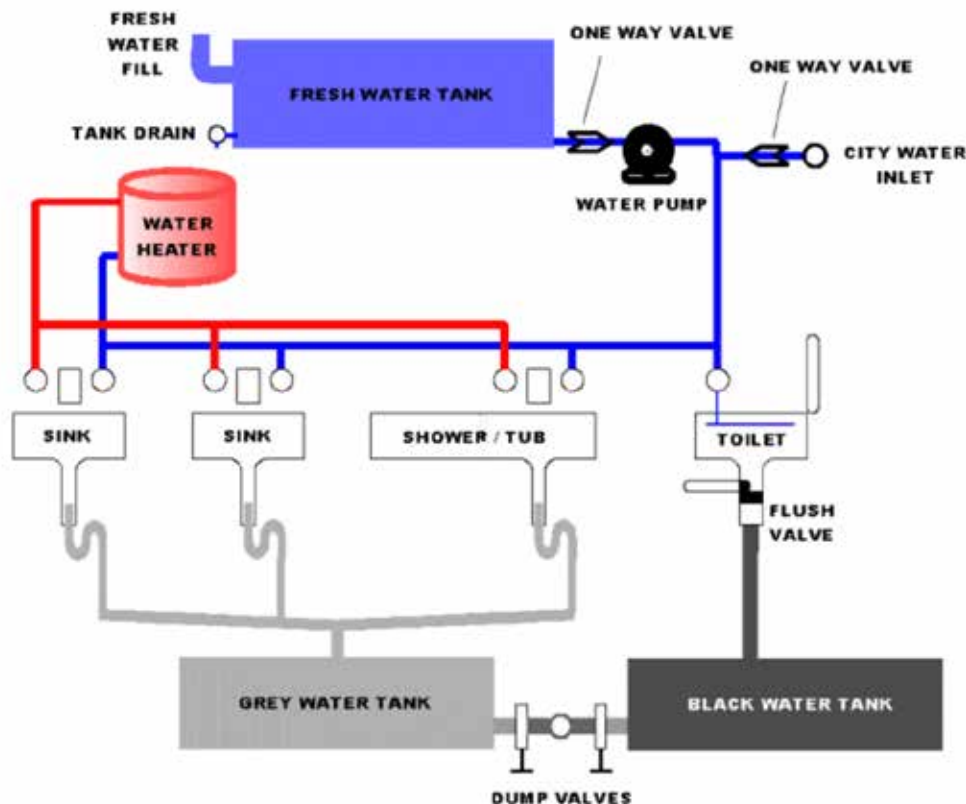 FRESH
WATER
FILL
ONE WAY VALVE
ONE WAY VALVE
FRESH WATER TANK
TANK DRAIN
CITY WATER
INLET
WATER PUMP
WATER
HEATER
SINK
SINK
SHOWER / TUB
TOILET
FLUSH
VALVE
GREY WATER TANK
BLACK WATER TANK
DUMP VALVES